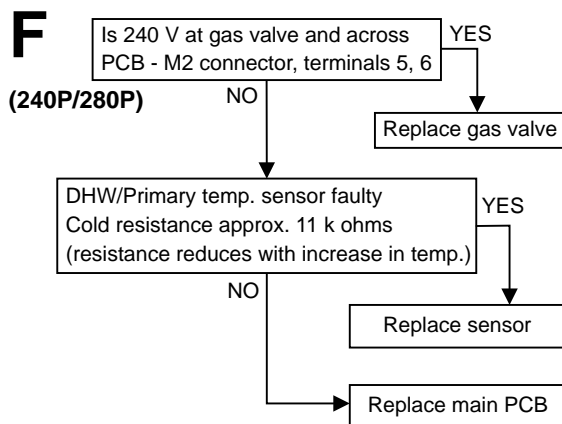 F
(240P/280P)
Is 240 V at gas valve and across
PCB - M2 connector, terminals 5, 6
YES
NO
Replace gas valve
DHW/Primary temp. sensor faulty
Cold resistance approx. 11 k ohms
(resistance reduces with increase in temp.)
YES
NO
Replace sensor
Replace main PCB